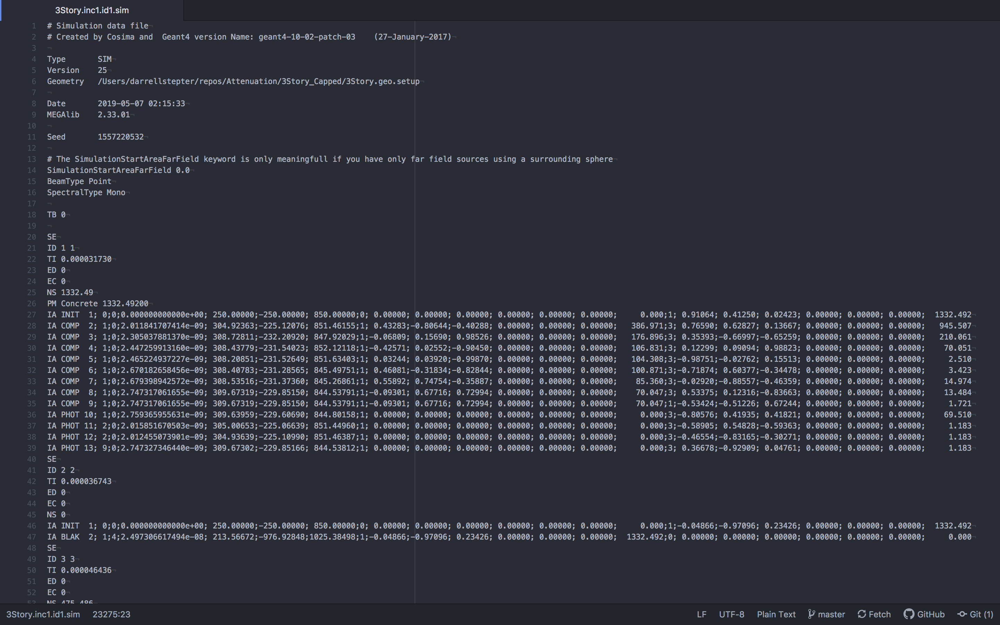 3Story.inc1.id1.sim
1 # Simulation data file¬
2 # Created by Cosima and  Geant4 version Name: geant4-10-02-patch-03    (27-January-2017)¬
3 ¬
4 Type       SIM¬
5 Version    25¬
6 Geometry   /Users/darrellstepter/repos/Attenuation/3Story_Capped/3Story.geo.setup¬
7 ¬
8 Date       2019-05-07 02:15:33¬
9 MEGAlib    2.33.01¬
10 ¬
11 Seed       1557220532¬
12 ¬
13 # The SimulationStartAreaFarField keyword is only meaningfull if you have only far field sources using a surrounding sphere¬
14 SimulationStartAreaFarField 0.0¬
15 BeamType Point¬
16 SpectralType Mono¬
17 ¬
18 TB 0¬
19 ¬
20 SE¬
21 ID 1 1¬
22 TI 0.000031730¬
23 ED 0¬
24 EC 0¬
25 NS 1332.49¬
26 PM Concrete 1332.49200¬
27 IA INIT  1; 0;0;0.000000000000e+00; 250.00000;-250.00000; 850.00000;0; 0.00000; 0.00000; 0.00000; 0.00000; 0.00000; 0.00000;     0.000;1; 0.91064; 0.41250; 0.02423; 0.00000; 0.00000; 0.00000;  1332.492¬
28 IA COMP  2; 1;0;2.011841707414e-09; 304.92363;-225.12076; 851.46155;1; 0.43283;-0.80644;-0.40288; 0.00000; 0.00000; 0.00000;   386.971;3; 0.76590; 0.62827; 0.13667; 0.00000; 0.00000; 0.00000;   945.507¬
29 IA COMP  3; 1;0;2.305037881370e-09; 308.72811;-232.20920; 847.92029;1;-0.06809; 0.15690; 0.98526; 0.00000; 0.00000; 0.00000;   176.896;3; 0.35393;-0.66997;-0.65259; 0.00000; 0.00000; 0.00000;   210.061
30 IA COMP  4; 1;0;2.447259913160e-09; 308.43779;-231.54023; 852.12118;1;-0.42571; 0.02552;-0.90450; 0.00000; 0.00000; 0.00000;   106.831;3; 0.12299; 0.09094; 0.98823; 0.00000; 0.00000; 0.00000;    70.051
31 IA COMP  5; 1;0;2.465224937227e-09; 308.20851;-231.52649; 851.63403;1; 0.03244; 0.03920;-0.99870; 0.00000; 0.00000; 0.00000;   104.308;3;-0.98751;-0.02762; 0.15513; 0.00000; 0.00000; 0.00000;     2.510
32 IA COMP  6; 1;0;2.670182658456e-09; 308.40783;-231.28565; 845.49751;1; 0.46081;-0.31834;-0.82844; 0.00000; 0.00000; 0.00000;   100.871;3;-0.71874; 0.60377;-0.34478; 0.00000; 0.00000; 0.00000;     3.423¬
33 IA COMP  7; 1;0;2.679398942572e-09; 308.53516;-231.37360; 845.26861;1; 0.55892; 0.74754;-0.35887; 0.00000; 0.00000; 0.00000;    85.360;3;-0.02920;-0.88557;-0.46359; 0.00000; 0.00000; 0.00000;    14.974
34 IA COMP  8; 1;0;2.747317061655e-09; 309.67319;-229.85150; 844.53791;1;-0.09301; 0.67716; 0.72994; 0.00000; 0.00000; 0.00000;    70.047;3; 0.53375; 0.12316;-0.83663; 0.00000; 0.00000; 0.00000;    13.484¬
35 IA COMP  9; 1;0;2.747317061655e-09; 309.67319;-229.85150; 844.53791;1;-0.09301; 0.67716; 0.72994; 0.00000; 0.00000; 0.00000;    70.047;1;-0.53424;-0.51226; 0.67244; 0.00000; 0.00000; 0.00000;     1.721
36 IA PHOT 10; 1;0;2.759365955631e-09; 309.63959;-229.60690; 844.80158;1; 0.00000; 0.00000; 0.00000; 0.00000; 0.00000; 0.00000;     0.000;3;-0.80576; 0.41935; 0.41821; 0.00000; 0.00000; 0.00000;    69.510¬
37 IA PHOT 11; 2;0;2.015851670503e-09; 305.00653;-225.06639; 851.44960;1; 0.00000; 0.00000; 0.00000; 0.00000; 0.00000; 0.00000;     0.000;3;-0.58905; 0.54828;-0.59363; 0.00000; 0.00000; 0.00000;     1.183¬
38 IA PHOT 12; 2;0;2.012455073901e-09; 304.93639;-225.10990; 851.46387;1; 0.00000; 0.00000; 0.00000; 0.00000; 0.00000; 0.00000;     0.000;3;-0.46554;-0.83165;-0.30271; 0.00000; 0.00000; 0.00000;     1.183¬
39 IA PHOT 13; 9;0;2.747327346440e-09; 309.67302;-229.85166; 844.53812;1; 0.00000; 0.00000; 0.00000; 0.00000; 0.00000; 0.00000;     0.000;3; 0.36678;-0.92909; 0.04761; 0.00000; 0.00000; 0.00000;     1.183¬
40 SE¬
41 ID 2 2¬
42 TI 0.000036743¬
43 ED 0¬
44 EC 0¬
45 NS 0¬
46 IA INIT  1; 0;0;0.000000000000e+00; 250.00000;-250.00000; 850.00000;0; 0.00000; 0.00000; 0.00000; 0.00000; 0.00000; 0.00000;     0.000;1;-0.04866;-0.97096; 0.23426; 0.00000; 0.00000; 0.00000;  1332.492¬
47 IA BLAK  2; 1;4;2.497306617494e-08; 213.56672;-976.92848;1025.38498;1;-0.04866;-0.97096; 0.23426; 0.00000; 0.00000; 0.00000;  1332.492;0; 0.00000; 0.00000; 0.00000; 0.00000; 0.00000; 0.00000;     0.000¬
48 SE¬
49 ID 3 3¬
50 TI 0.000046436¬
51 ED 0¬
52 EC 0¬
53 NS 475.486¬
3Story.inc1.id1.sim 23275:23 LF UTF-8 Plain Text master Fetch GitHub Git (1)